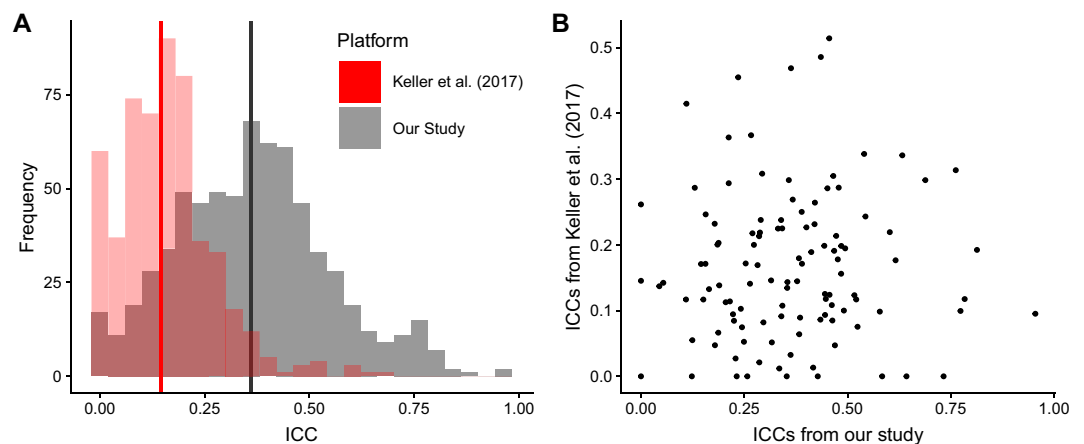 A
Platform
Keller et al. (2017)
Our Study
Frequency
75
50
25
0
0.00
0.25
0.50
0.75
1.00
ICC
B
ICCs from Keller et al. (2017)
0.5
0.4
0.3
0.2
0.1
0.0
0.00
0.25
0.50
0.75
1.00
ICCs from our study